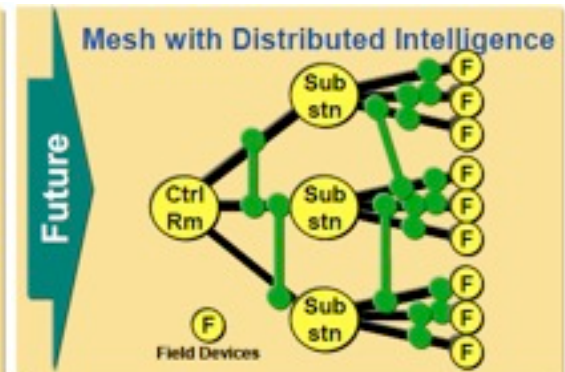 Mesh with Distributed Intelligence
Future
Ctrl
Rm
Sub
stn
Sub
stn
Sub
stn
F
F
F
F
F
F
F
F
F
F
Field Devices